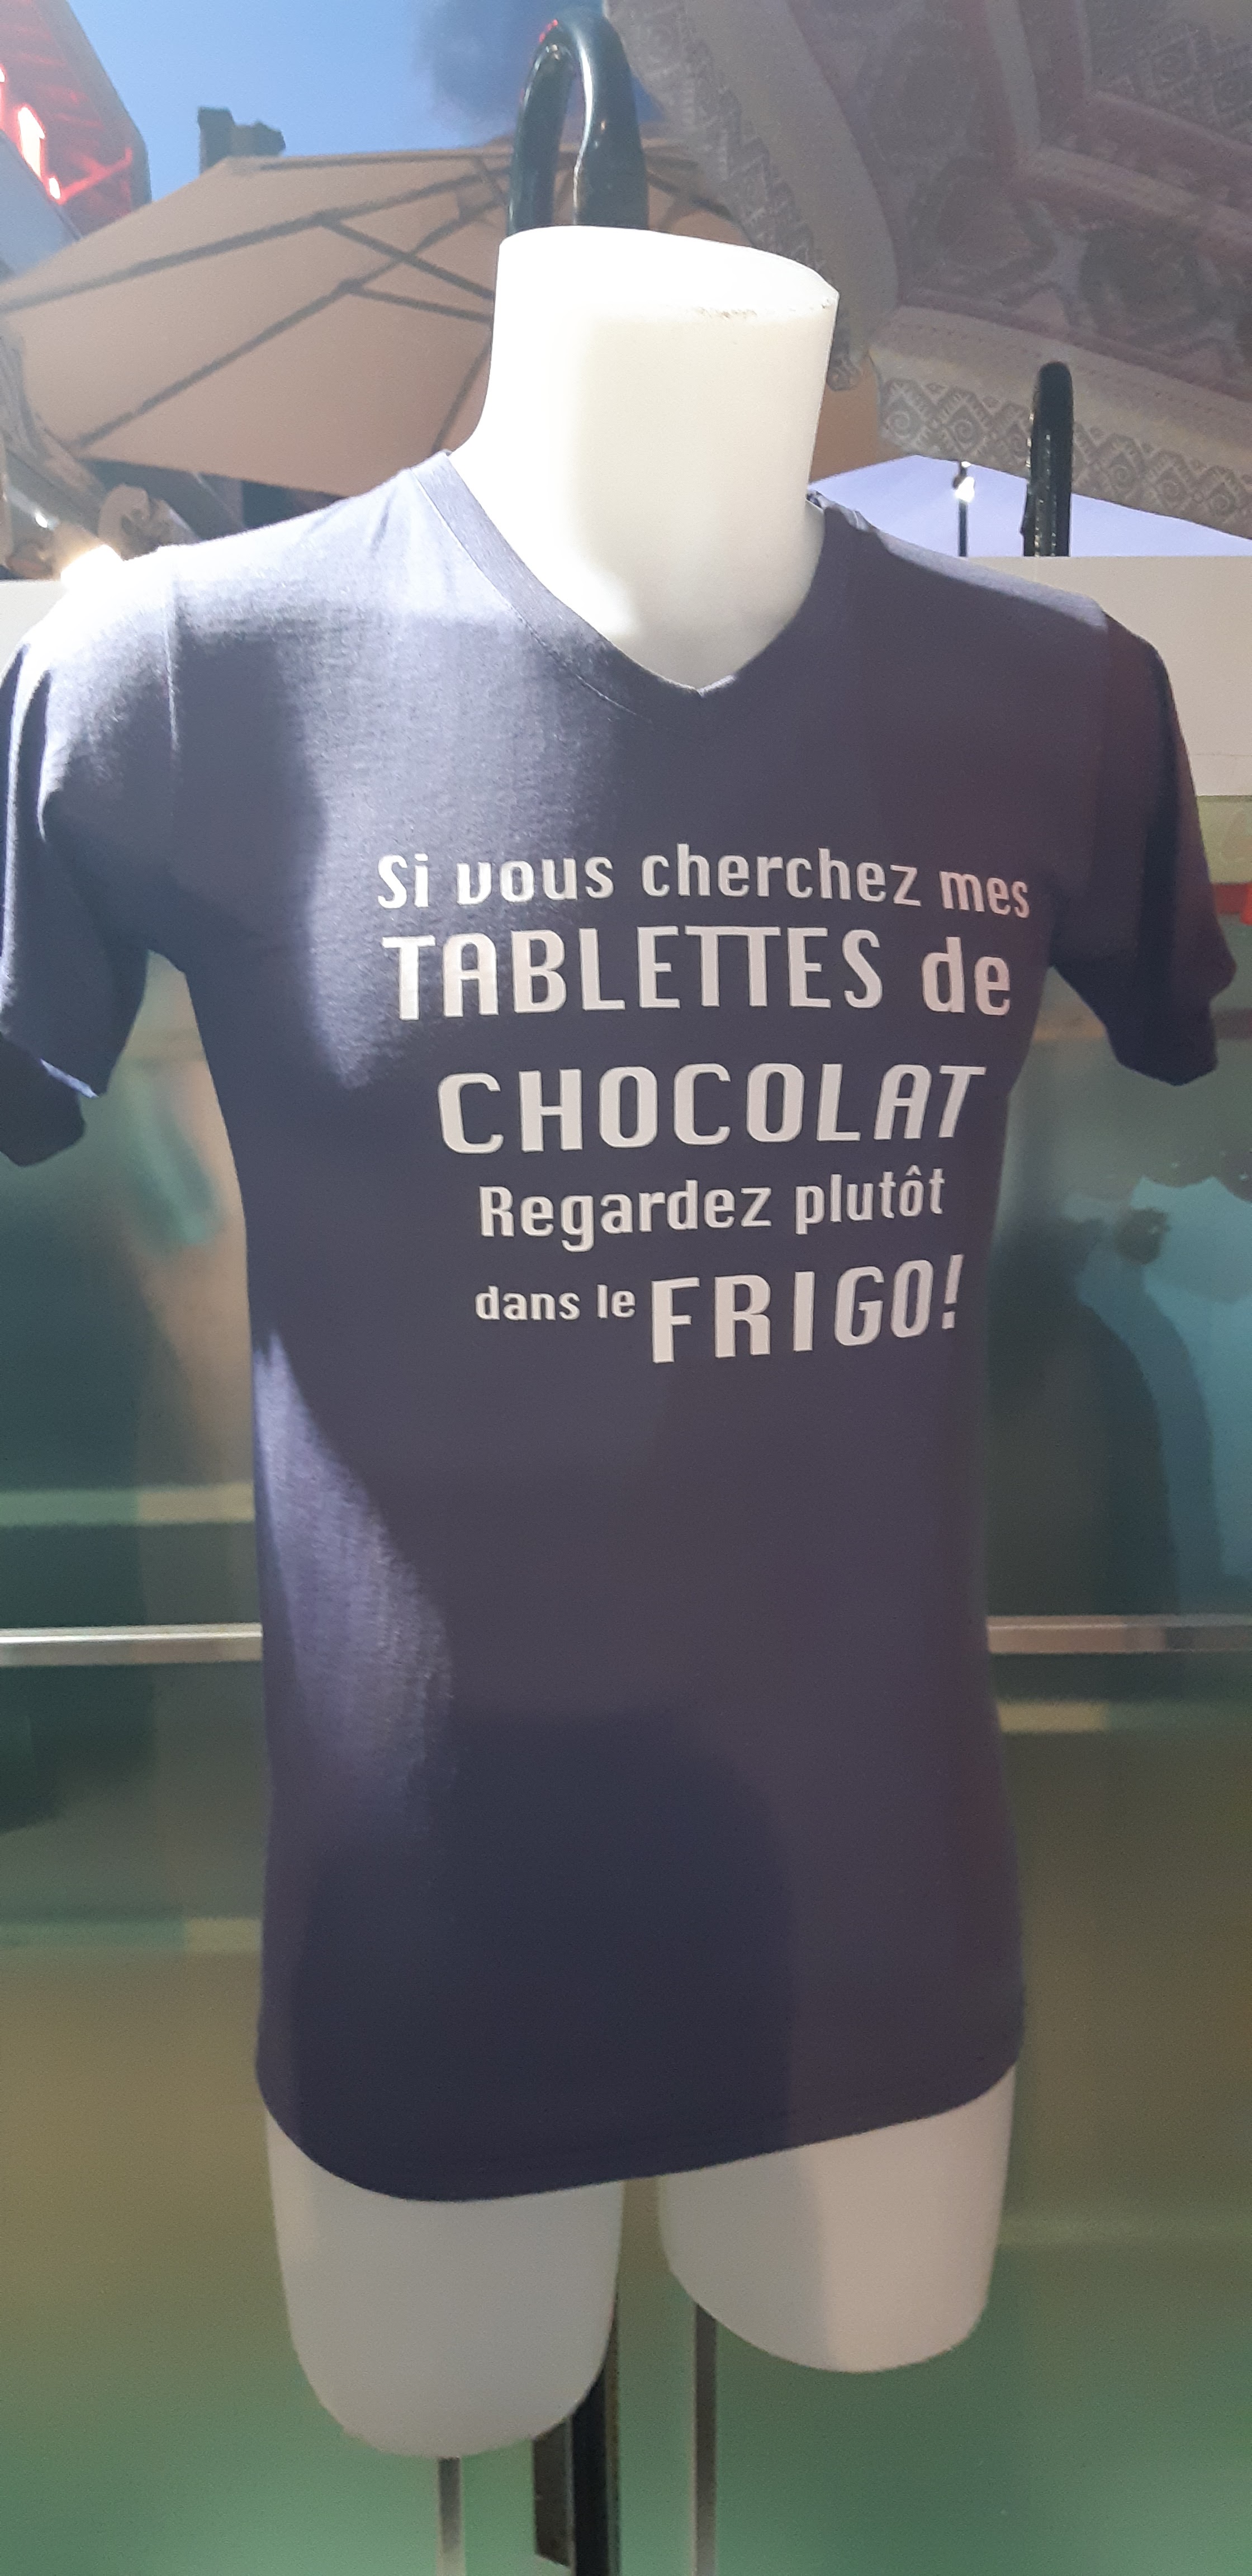 Si vous cherchez mes
TABLETTES de
CHOCOLAT
Regardez plutôt
dans le FRIGO!